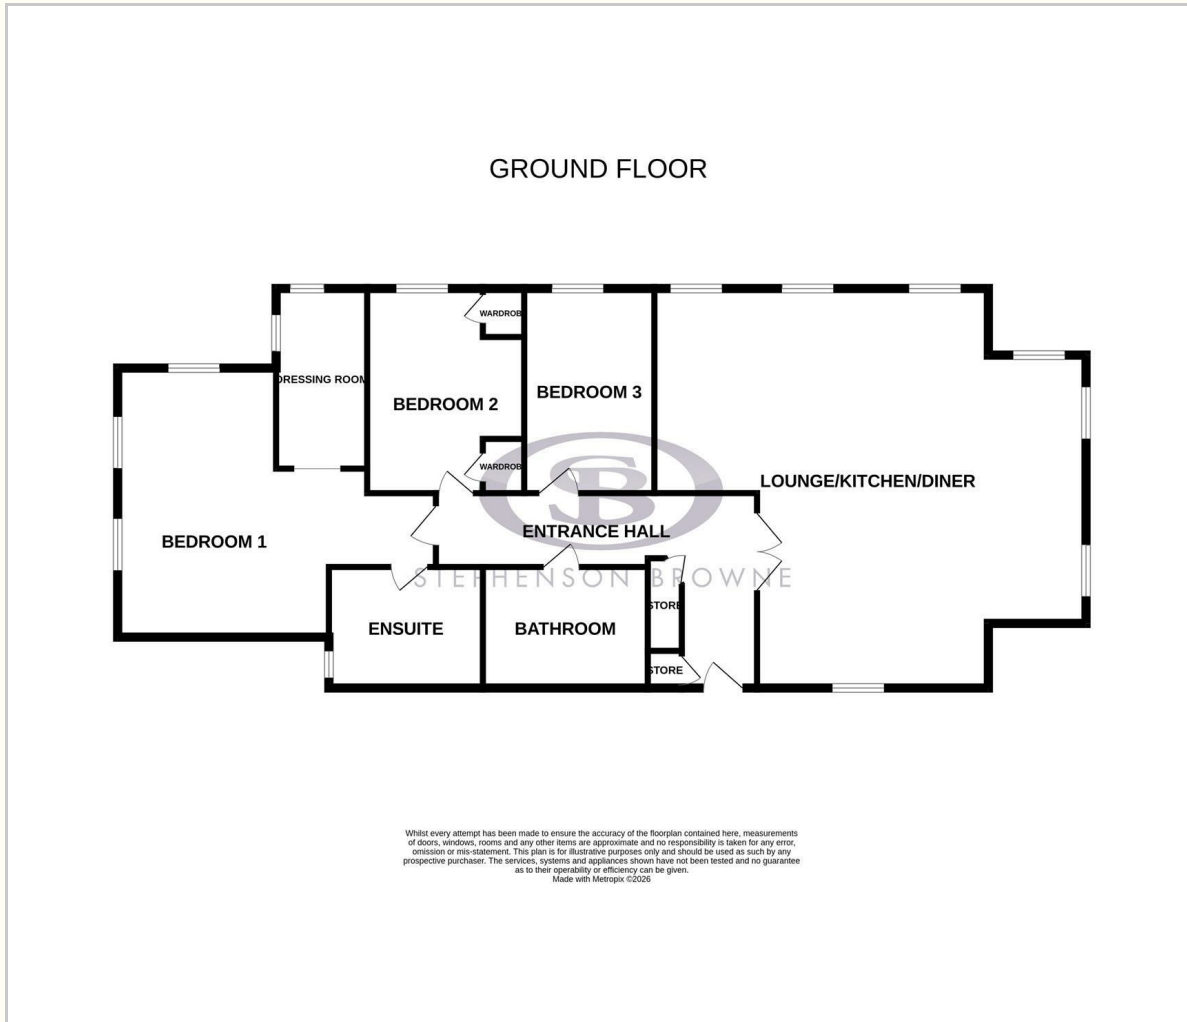 GROUND FLOOR
WARDROB
DRESSING ROOM
BEDROOM 3
BEDROOM 2
WARDROB
LOUNGE/KITCHEN/DINER
SB
ENTRANCE HALL
BEDROOM 1
STEPHENSON BROWNE
STORE
ENSUITE
BATHROOM
STORE
Whilst every attempt has been made to ensure the accuracy of the floorplan contained here, measurements
of doors, windows, rooms and any other items are approximate and no responsibility is taken for any error,
omission or mis-statement. This plan is for illustrative purposes only and should be used as such by any
prospective purchaser. The services, systems and appliances shown have not been tested and no guarantee
as to their operability or efficiency can be given.
Made with Metropix ©2026